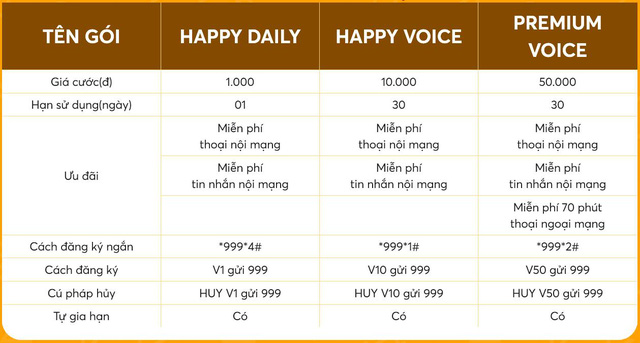 TÊN GÓI HAPPY DAILY HAPPY VOICE PREMIUM VOICE
Giá cước(đ) 1.000 10.000 50.000
Hạn sử dụng(ngày) 01 30 30
Ưu đãi
Miễn phí thoại nội mạng Miễn phí thoại nội mạng Miễn phí thoại nội mạng
Miễn phí tin nhắn nội mạng Miễn phí tin nhắn nội mạng Miễn phí tin nhắn nội mạng
Miễn phí 70 phút thoại ngoại mạng
Cách đăng ký ngắn *999*4# *999*1# *999*2#
Cách đăng ký V1 gửi 999 V10 gửi 999 V50 gửi 999
Cú pháp hủy HUY V1 gửi 999 HUY V10 gửi 999 HUY V50 gửi 999
Tự gia hạn Có Có Có